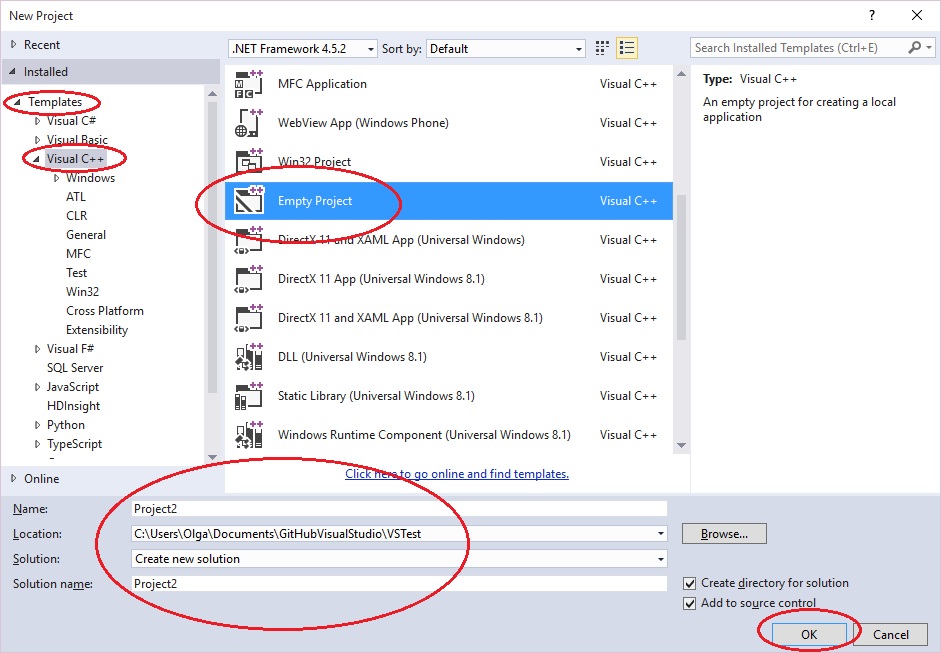 New Project
Recent
.NET Framework 4.5.2 Sort by: Default
Search Installed Templates (Ctrl+E)
Installed
Templates
Visual C#
Visual Basic
Visual C++
Windows
ATL
CLR
General
MFC
Test
Win32
Cross Platform
Extensibility
Visual F#
SQL Server
JavaScript
HDInsight
Python
TypeScript
Online
MFC Application Visual C++
WebView App (Windows Phone) Visual C++
Win32 Project Visual C++
Empty Project Visual C++
DirectX 11 and XAML App (Universal Windows) Visual C++
DirectX 11 App (Universal Windows 8.1) Visual C++
DirectX 11 and XAML App (Universal Windows 8.1) Visual C++
DLL (Universal Windows 8.1) Visual C++
Static Library (Universal Windows 8.1) Visual C++
Windows Runtime Component (Universal Windows 8.1) Visual C++
Click here to go online and find templates.
Type: Visual C++
An empty project for creating a local
application
Name: Project2
Location: C:\Users\Olga\Documents\GitHubVisualStudio\VSTest
Browse...
Solution: Create new solution
Solution name: Project2
Create directory for solution
Add to source control
OK Cancel